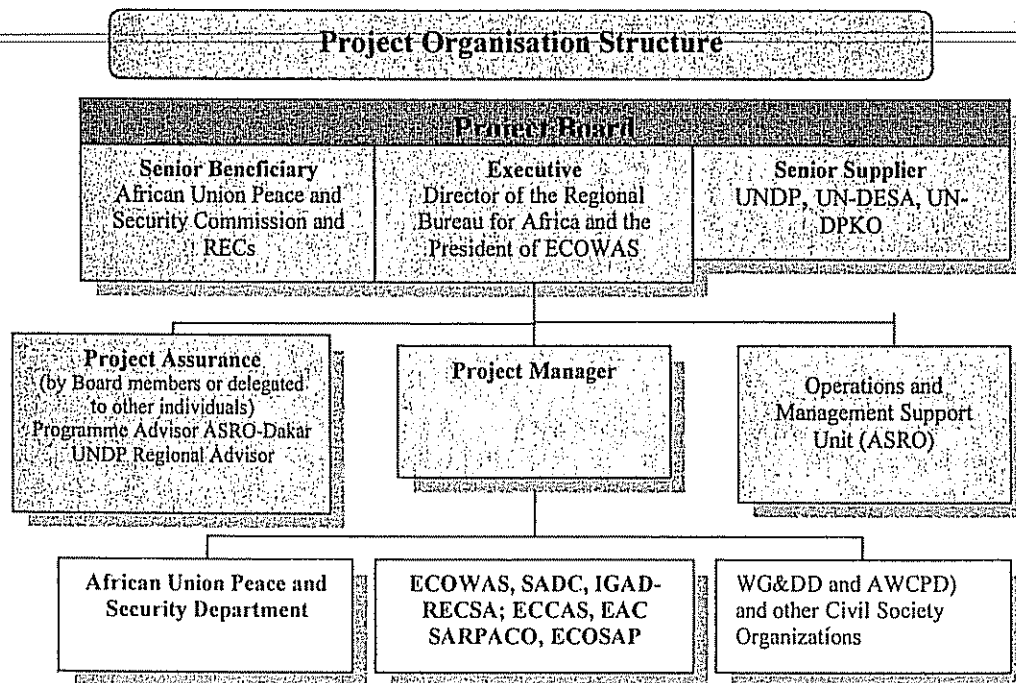 Project Organisation Structure
Project Board
Senior Beneficiary
African Union Peace and
Security Commission and
RECs
Executive
Director of the Regional
Bureau for Africa and the
President of ECOWAS
Senior Supplier
UNDP, UN-DESA, UN-
DPKO
Project Assurance
(by Board members or delegated
to other individuals)
Programme Advisor ASRO-Dakar
UNDP Regional Advisor
Project Manager
Operations and
Management Support
Unit (ASRO)
African Union Peace and
Security Department
ECOWAS, SADC, IGAD-
RECSA; ECCAS, EAC
SARPACO, ECOSAP
WG&DD and AWCPD)
and other Civil Society
Organizations